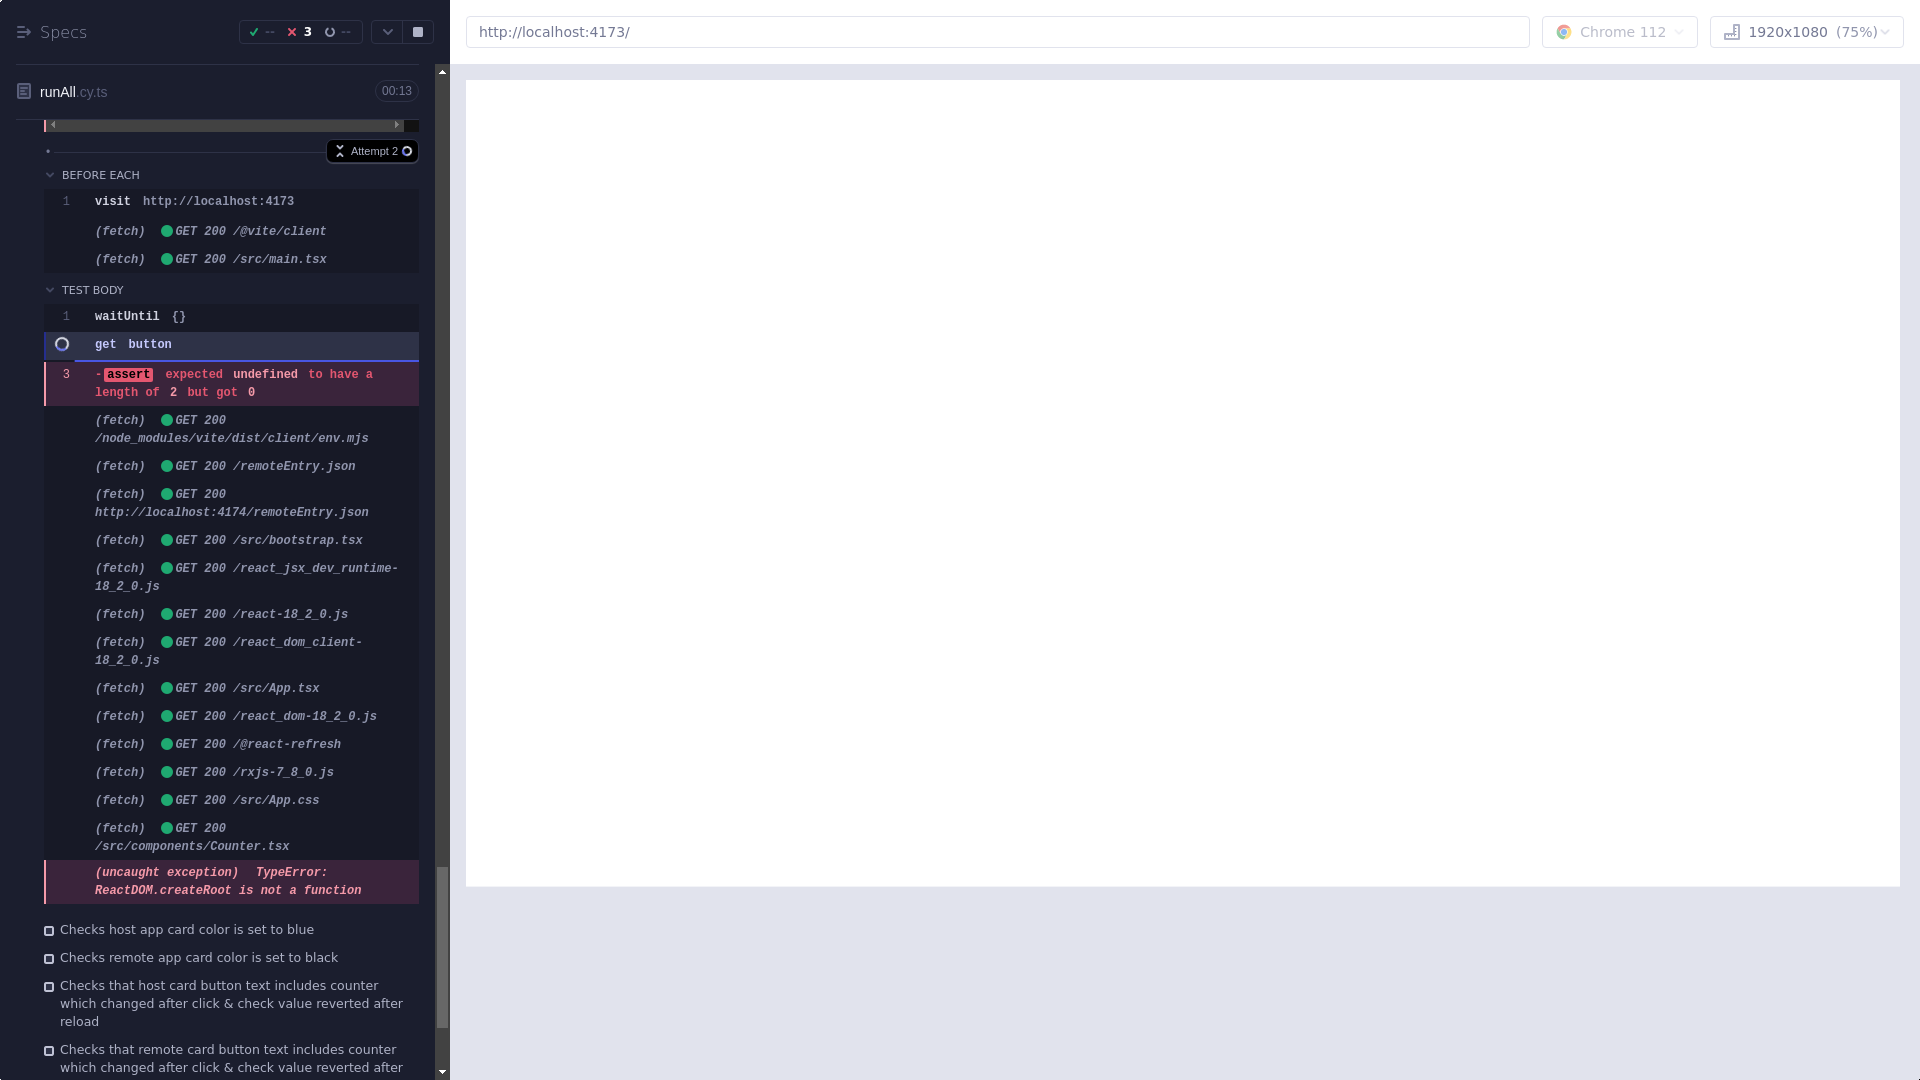 Specs
-- 3 --
http://localhost:4173/
Chrome 112
1920x1080 (75%)
runAll.cy.ts
00:13
Attempt 2
BEFORE EACH
1 visit http://localhost:4173
(fetch) GET 200 /@vite/client
(fetch) GET 200 /src/main.tsx
TEST BODY
1 waitUntil {}
get button
3 -assert expected undefined to have a
length of 2 but got 0
(fetch) GET 200
/node_modules/vite/dist/client/env.mjs
(fetch) GET 200 /remoteEntry.json
(fetch) GET 200
http://localhost:4174/remoteEntry.json
(fetch) GET 200 /src/bootstrap.tsx
(fetch) GET 200 /react_jsx_dev_runtime-
18_2_0.js
(fetch) GET 200 /react-18_2_0.js
(fetch) GET 200 /react_dom_client-
18_2_0.js
(fetch) GET 200 /src/App.tsx
(fetch) GET 200 /react_dom-18_2_0.js
(fetch) GET 200 /@react-refresh
(fetch) GET 200 /rxjs-7_8_0.js
(fetch) GET 200 /src/App.css
(fetch) GET 200
/src/components/Counter.tsx
(uncaught exception) TypeError:
ReactDOM.createRoot is not a function
Checks host app card color is set to blue
Checks remote app card color is set to black
Checks that host card button text includes counter
which changed after click & check value reverted after
reload
Checks that remote card button text includes counter
which changed after click & check value reverted after